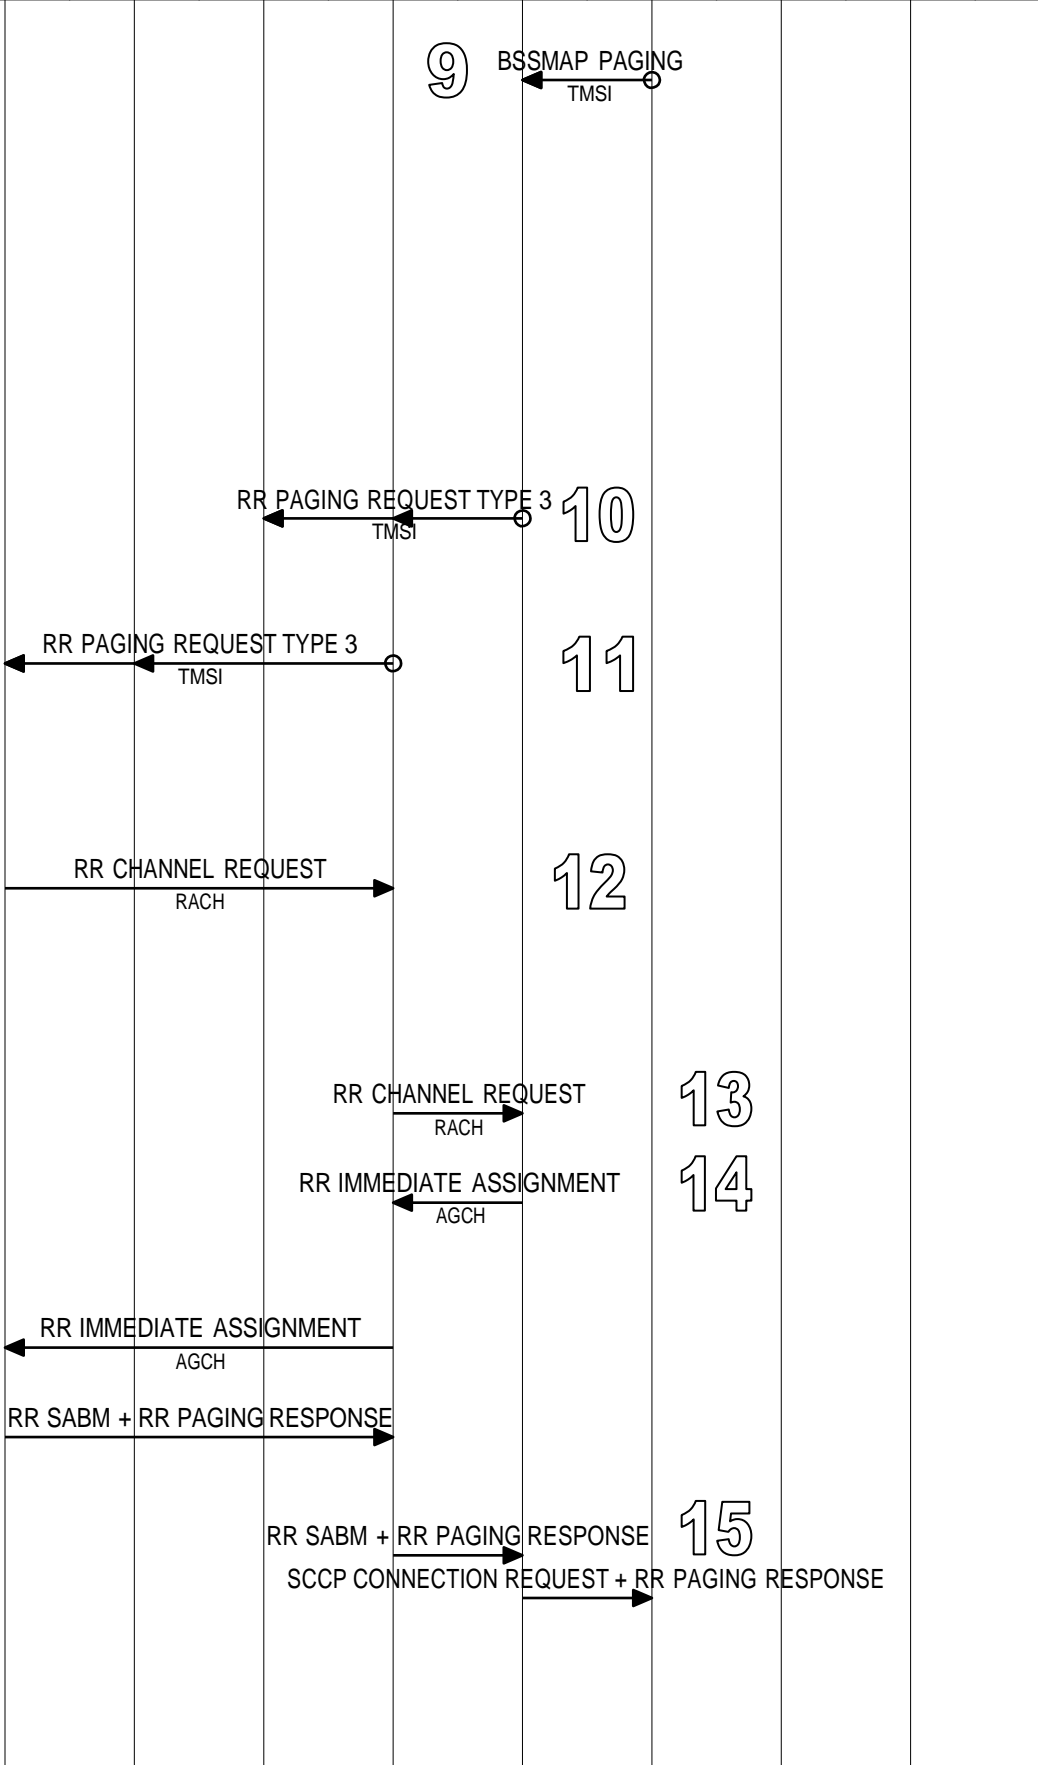 9
BSSMAP PAGING
TMSI
RR PAGING REQUEST TYPE 3
10
TMSI
RR PAGING REQUEST TYPE 3
11
TMSI
RR CHANNEL REQUEST
12
RACH
RR CHANNEL REQUEST
13
RACH
RR IMMEDIATE ASSIGNMENT
14
AGCH
RR IMMEDIATE ASSIGNMENT
AGCH
RR SABM + RR PAGING RESPONSE
RR SABM + RR PAGING RESPONSE
15
SCCP CONNECTION REQUEST + RR PAGING RESPONSE